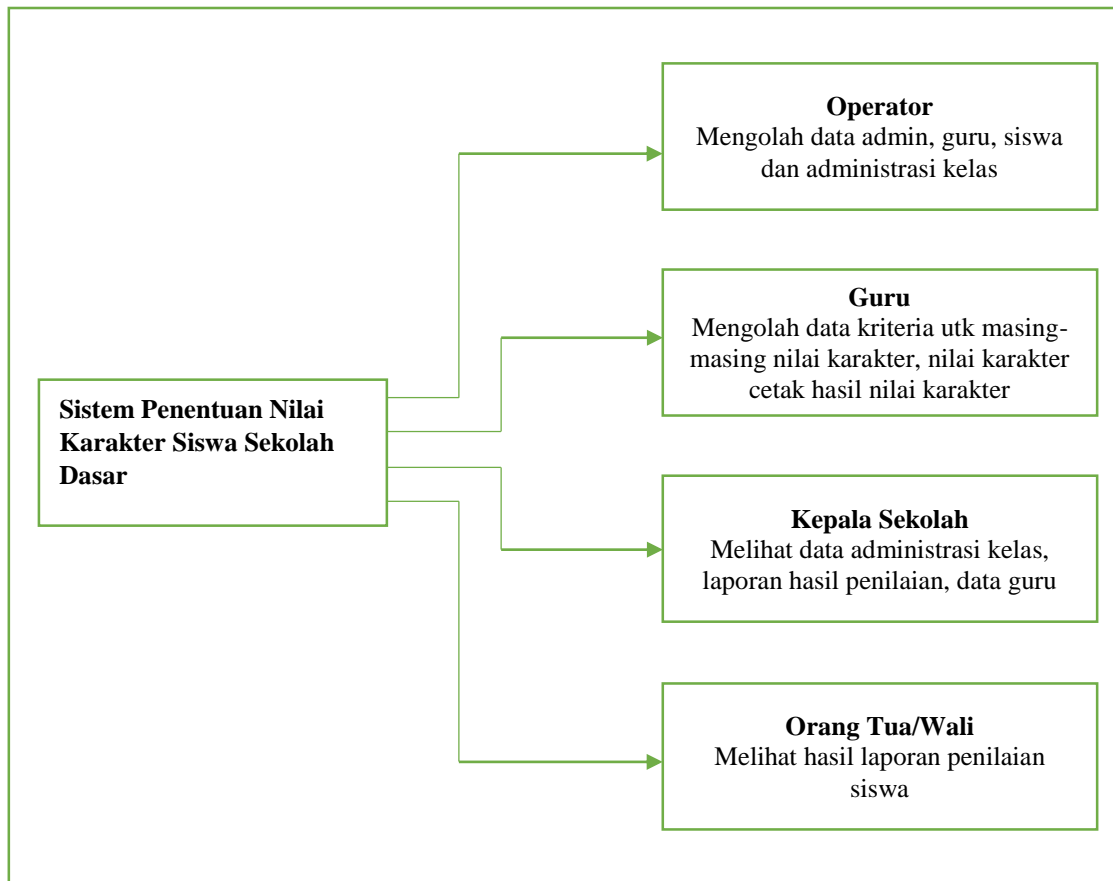 Operator
Mengolah data admin, guru, siswa
dan administrasi kelas
Guru
Mengolah data kriteria utk masing-
masing nilai karakter, nilai karakter
cetak hasil nilai karakter
Sistem Penentuan Nilai
Karakter Siswa Sekolah
Dasar
Kepala Sekolah
Melihat data administrasi kelas,
laporan hasil penilaian, data guru
Orang Tua/Wali
Melihat hasil laporan penilaian
siswa